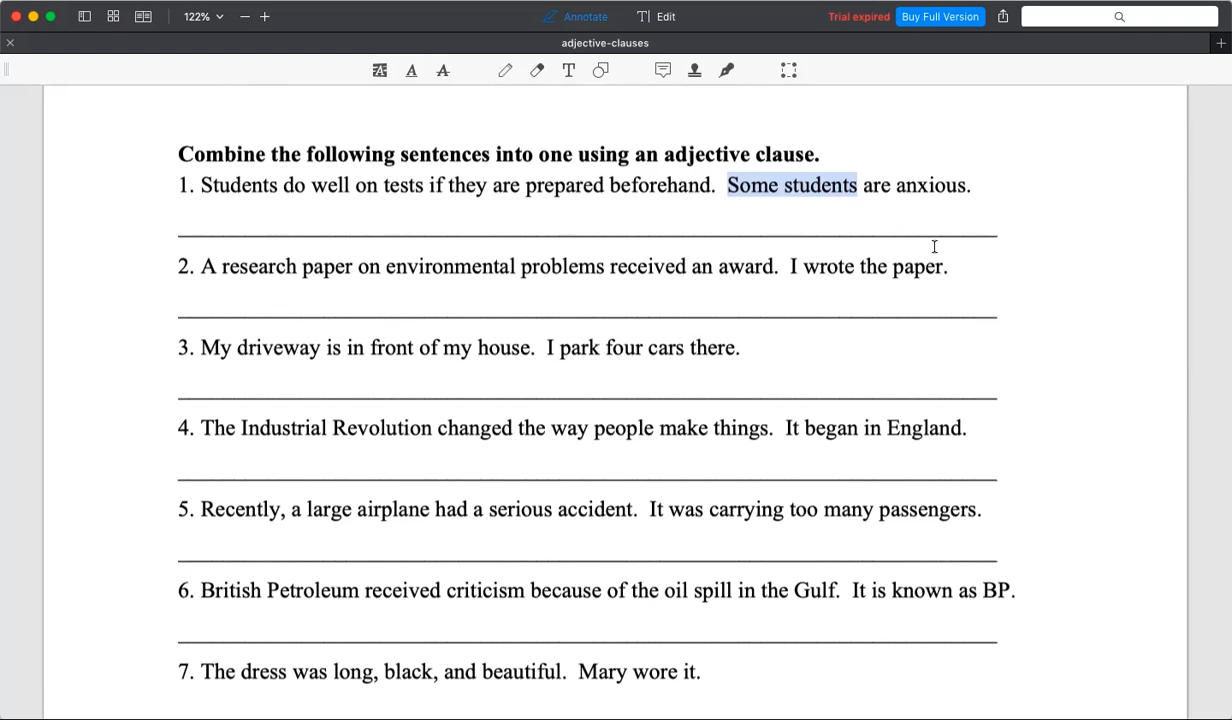 122%
Annotate
Edit
Trial expired
Buy Full Version
adjective-clauses
Combine the following sentences into one using an adjective clause.
1. Students do well on tests if they are prepared beforehand. Some students are anxious.
2. A research paper on environmental problems received an award. I wrote the paper.
3. My driveway is in front of my house. I park four cars there.
4. The Industrial Revolution changed the way people make things. It began in England.
5. Recently, a large airplane had a serious accident. It was carrying too many passengers.
6. British Petroleum received criticism because of the oil spill in the Gulf. It is known as BP.
7. The dress was long, black, and beautiful. Mary wore it.